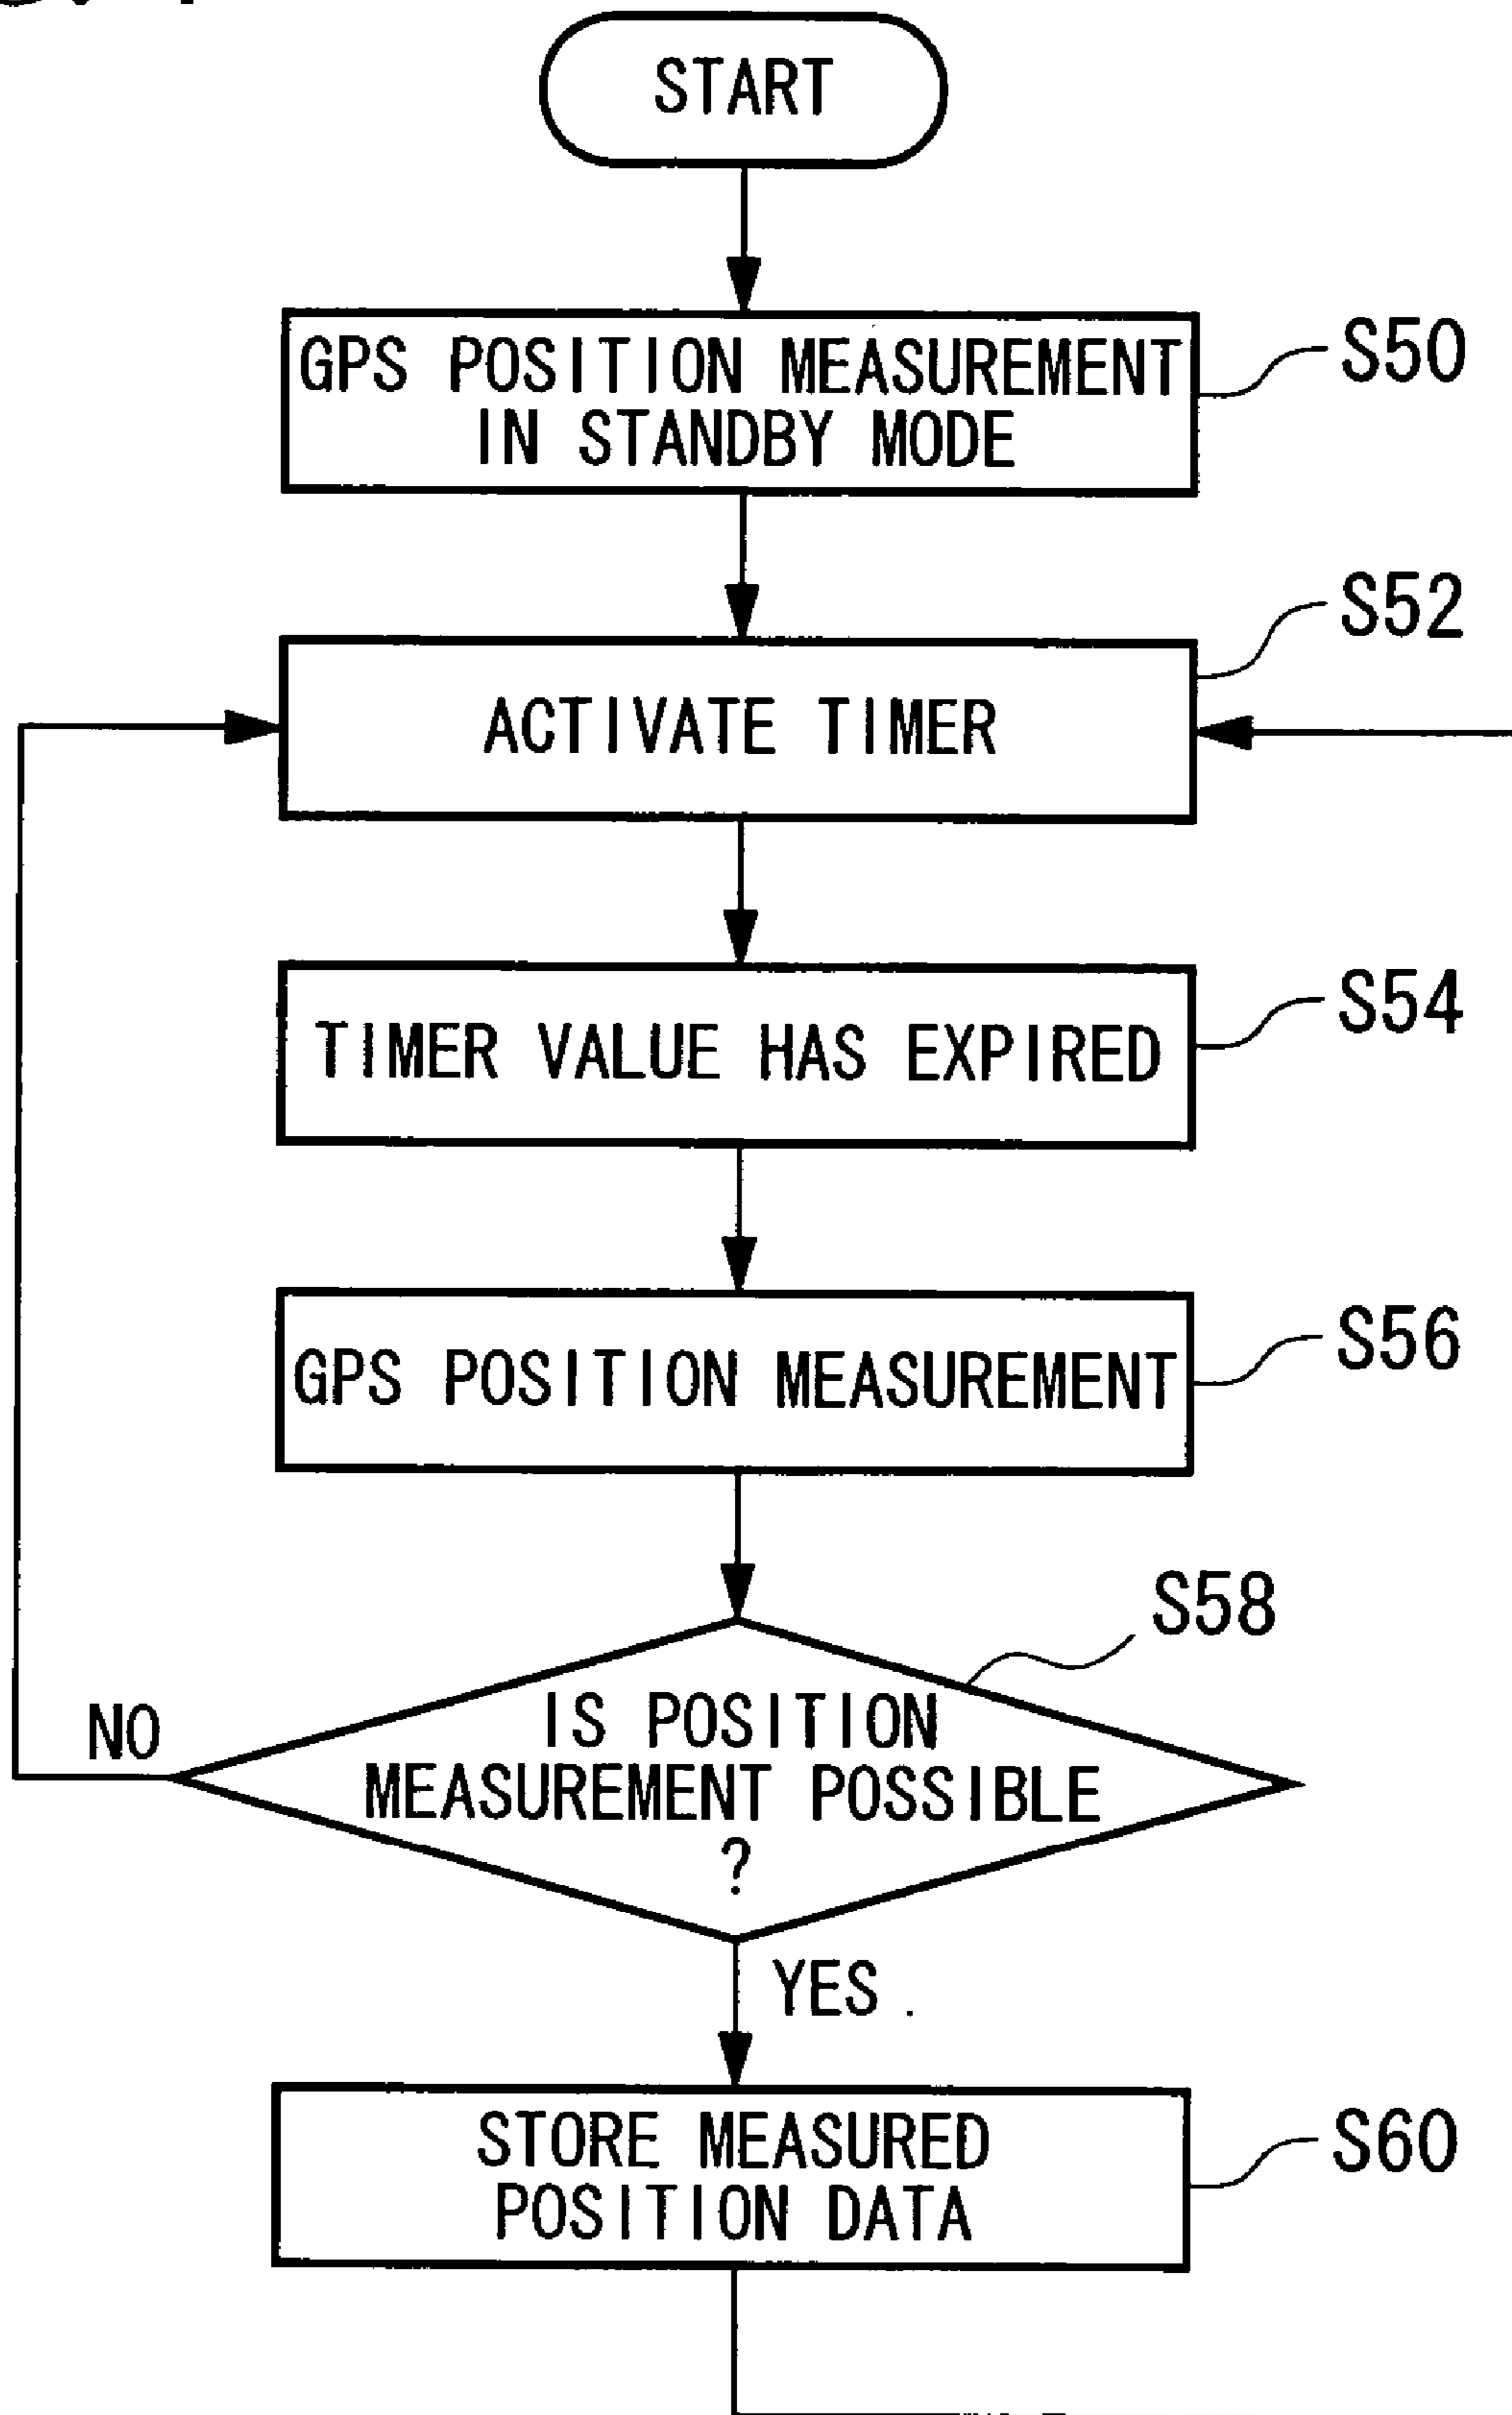 START
GPS POSITION MEASUREMENT
IN STANDBY MODE
S50
S52
ACTIVATE TIMER
TIMER VALUE HAS EXPIRED
S54
GPS POSITION MEASUREMENT
S56
S58
NO
IS POSITION
MEASUREMENT POSSIBLE
?
YES
STORE MEASURED
POSITION DATA
S60